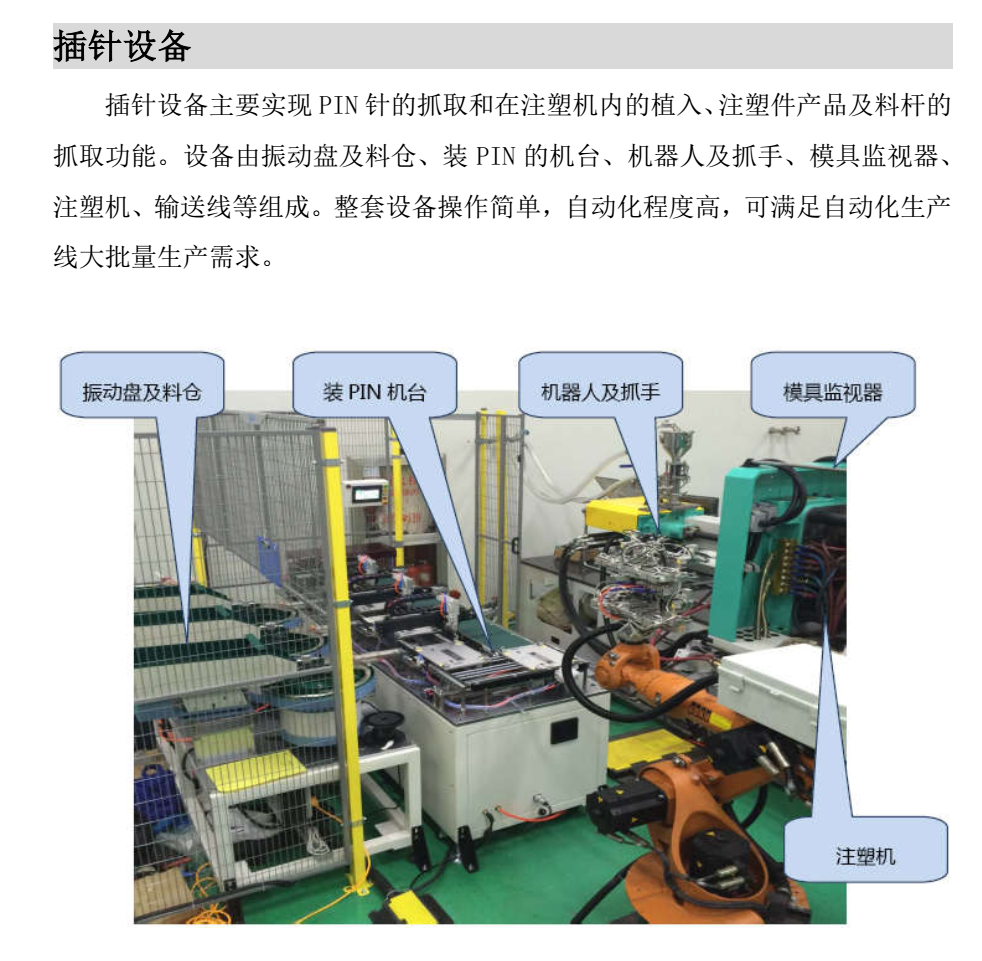 插针设备
插针设备主要实现 PIN 针的抓取和在注塑机内的植入、注塑件产品及料杆的
抓取功能。设备由振动盘及料仓、装 PIN 的机台、机器人及抓手、模具监视器、
注塑机、输送线等组成。整套设备操作简单，自动化程度高，可满足自动化生产
线大批量生产需求。
振动盘及料仓
装 PIN 机台
机器人及抓手
模具监视器
注塑机